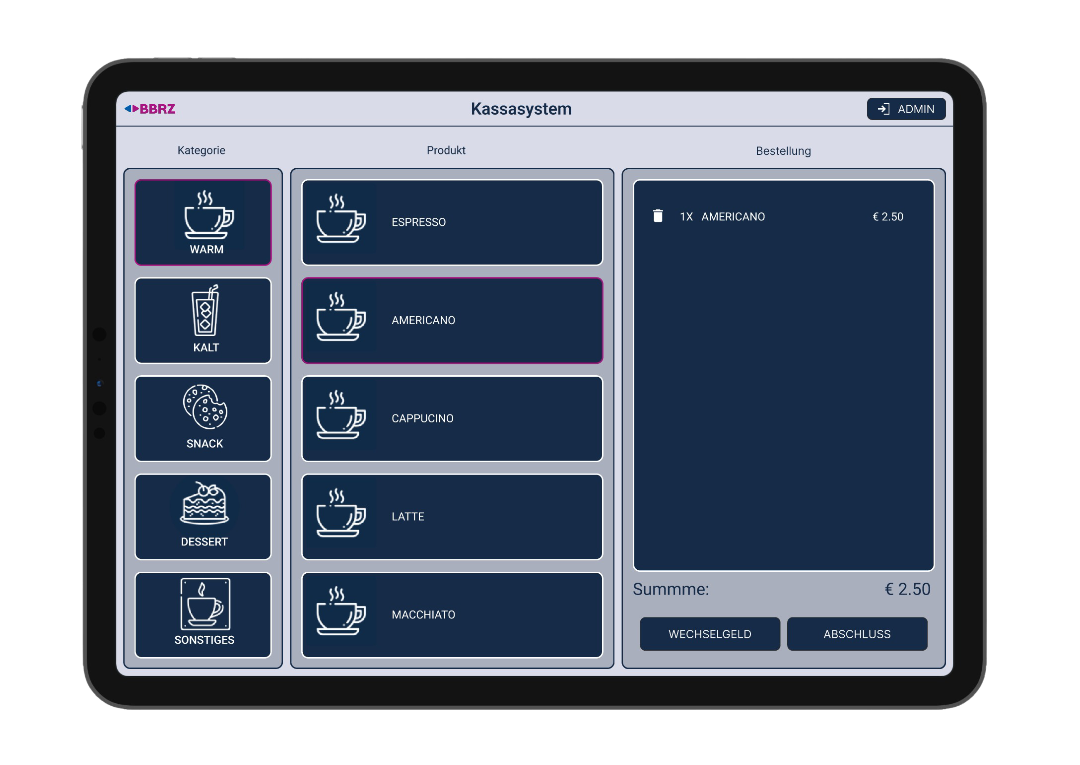 BBRZ
Kassasystem
ADMIN
Kategorie
Produkt
Bestellung
WARM
KALT
SNACK
DESSERT
SONSTIGES
ESPRESSO
AMERICANO
CAPPUCINO
LATTE
MACCHIATO
1X AMERICANO € 2.50
Summme: € 2.50
WECHSELGELD
ABSCHLUSS